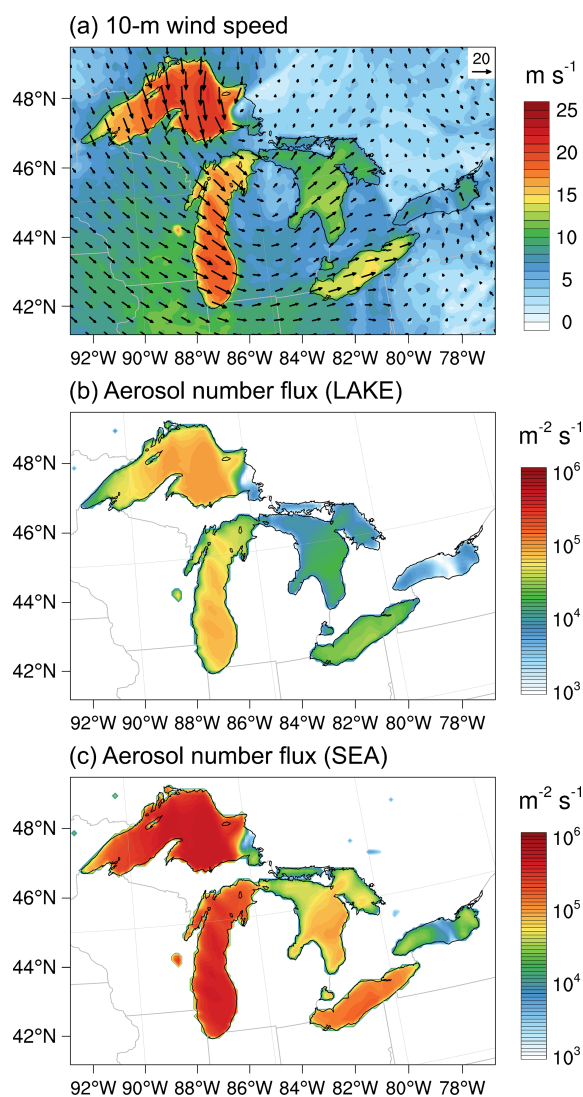 (a) 10-m wind speed
20
m s⁻¹
48°N
46°N
44°N
42°N
25
20
15
10
5
0
92°W 90°W 88°W 86°W 84°W 82°W 80°W 78°W
(b) Aerosol number flux (LAKE)
m⁻² s⁻¹
48°N
46°N
44°N
42°N
10⁶
10⁵
10⁴
10³
92°W 90°W 88°W 86°W 84°W 82°W 80°W 78°W
(c) Aerosol number flux (SEA)
m⁻² s⁻¹
48°N
46°N
44°N
42°N
10⁶
10⁵
10⁴
10³
92°W 90°W 88°W 86°W 84°W 82°W 80°W 78°W